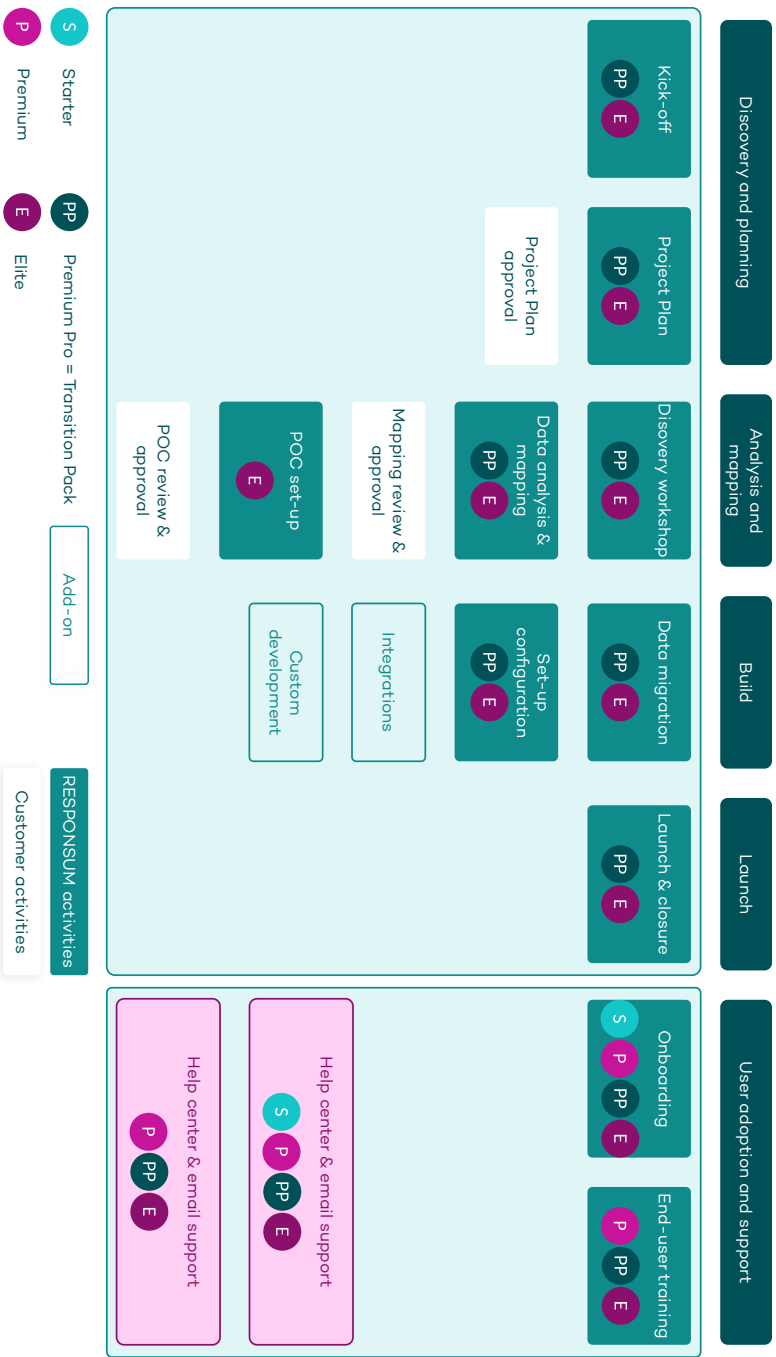 Discovery and planning
Analysis and
mapping
Build
Launch
User adoption and support
Kick-off
PP E
Project Plan
PP E
Project Plan
approval
Disovery workshop
PP E
Data analysis &
mapping
PP E
Mapping review &
approval
POC set-up
E
POC review &
approval
Data migration
PP E
Set-up
configuration
PP E
Integrations
Custom
development
Launch & closure
PP E
Onboarding
S P PP E
End-user training
P PP E
Help center & email support
S P PP E
Help center & email support
P PP E
S Starter
PP Premium Pro = Transition Pack
Add-on
RESPONSUM activities
P Premium
E Elite
Customer activities